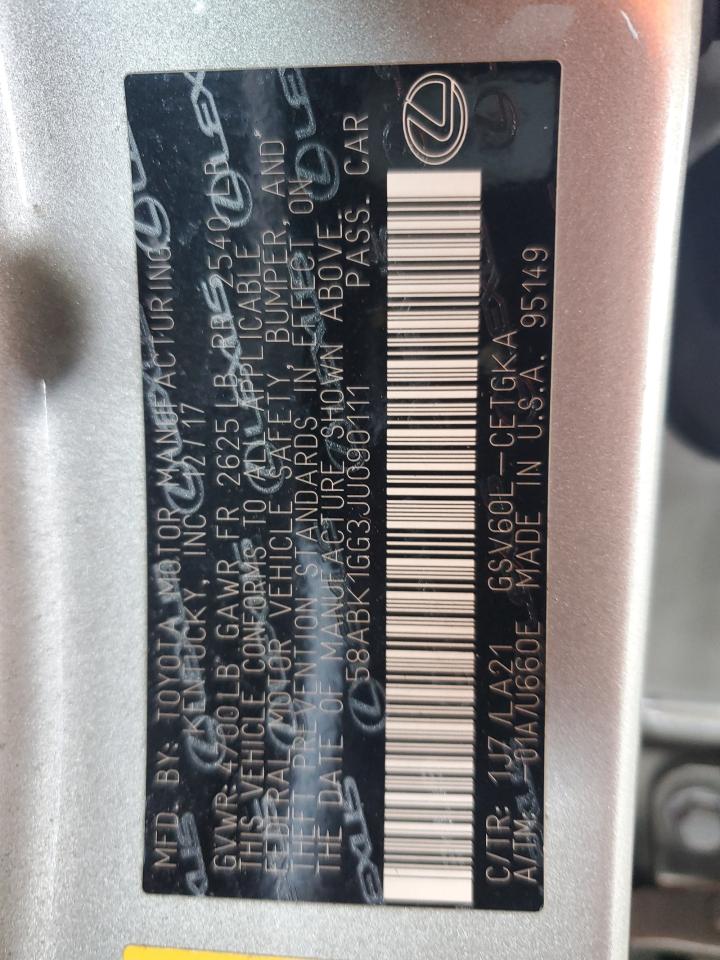 MFD. BY: TOYOTA MOTOR MANUFACTURING,
KENTUCKY, INC. 12/17
GVWR: 4700LB GAWR FR 2625LB RR 2540LB
THIS VEHICLE CONFORMS TO ALL APPLICABLE
FEDERAL MOTOR VEHICLE SAFETY, BUMPER, AND
THEFT PREVENTION STANDARDS IN EFFECT ON
THE DATE OF MANUFACTURE SHOWN ABOVE.
58ABK1GG3JU090111 PASS. CAR
C/TR: 1J7/LA21 GSV60L-CETGKA
A/TM: -01A/U660E MADE IN U.S.A. 95149